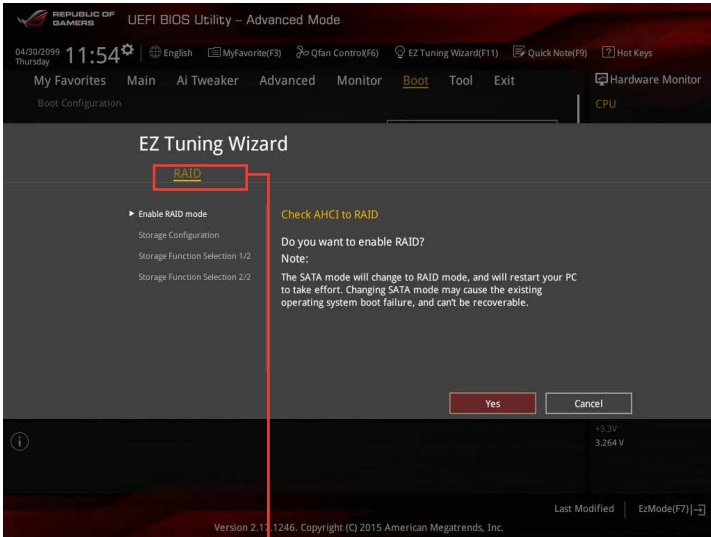 REPUBLIC OF
GAMERS
UEFI BIOS Utility – Advanced Mode
04/30/2099
Thursday
11:54
English
MyFavorite(F3)
Qfan Control(F6)
EZ Tuning Wizard(F11)
Quick Note(F9)
? Hot Keys
My Favorites Main Ai Tweaker Advanced Monitor Boot Tool Exit
Hardware Monitor
Boot Configuration
CPU
EZ Tuning Wizard
RAID
Enable RAID mode
Storage Configuration
Storage Function Selection 1/2
Storage Function Selection 2/2
Check AHCI to RAID
Do you want to enable RAID?
Note:
The SATA mode will change to RAID mode, and will restart your PC
to take effort. Changing SATA mode may cause the existing
operating system boot failure, and can't be recoverable.
Yes
Cancel
+3.3V
3.264 V
Last Modified
EzMode(F7)
Version 2.17.1246. Copyright (C) 2015 American Megatrends, Inc.